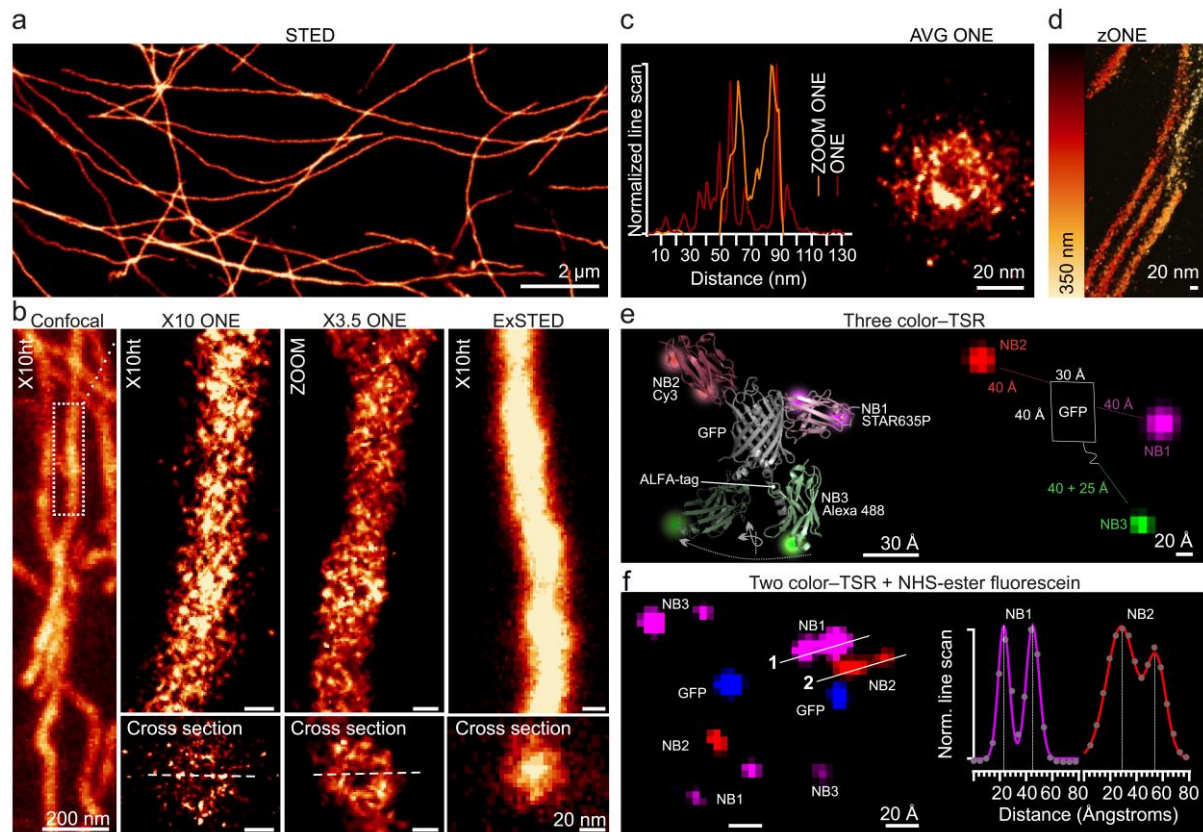 a
STED
2 µm
b
Confocal
X10 ONE
X3.5 ONE
ExSTED
X10ht
ZOOM
X10ht
Cross section
Cross section
Cross section
200 nm
20 nm
c
AVG ONE
Normalized line scan
ZOOM ONE
ONE
10 30 50 70 90 110 130
Distance (nm)
20 nm
d
zONE
350 nm
20 nm
e
Three color–TSR
NB2
Cy3
GFP
NB1
STAR635P
ALFA-tag
NB3
Alexa 488
30 Å
NB2
30 Å
40 Å
40 Å
GFP
40 Å
NB1
40 + 25 Å
NB3
20 Å
f
Two color–TSR + NHS-ester fluorescein
NB3
NB1
1
2
NB2
GFP
GFP
NB2
NB3
NB1
20 Å
NB1
NB2
Norm. line scan
0 20 40 60 80 0 20 40 60 80
Distance (Ångstroms)